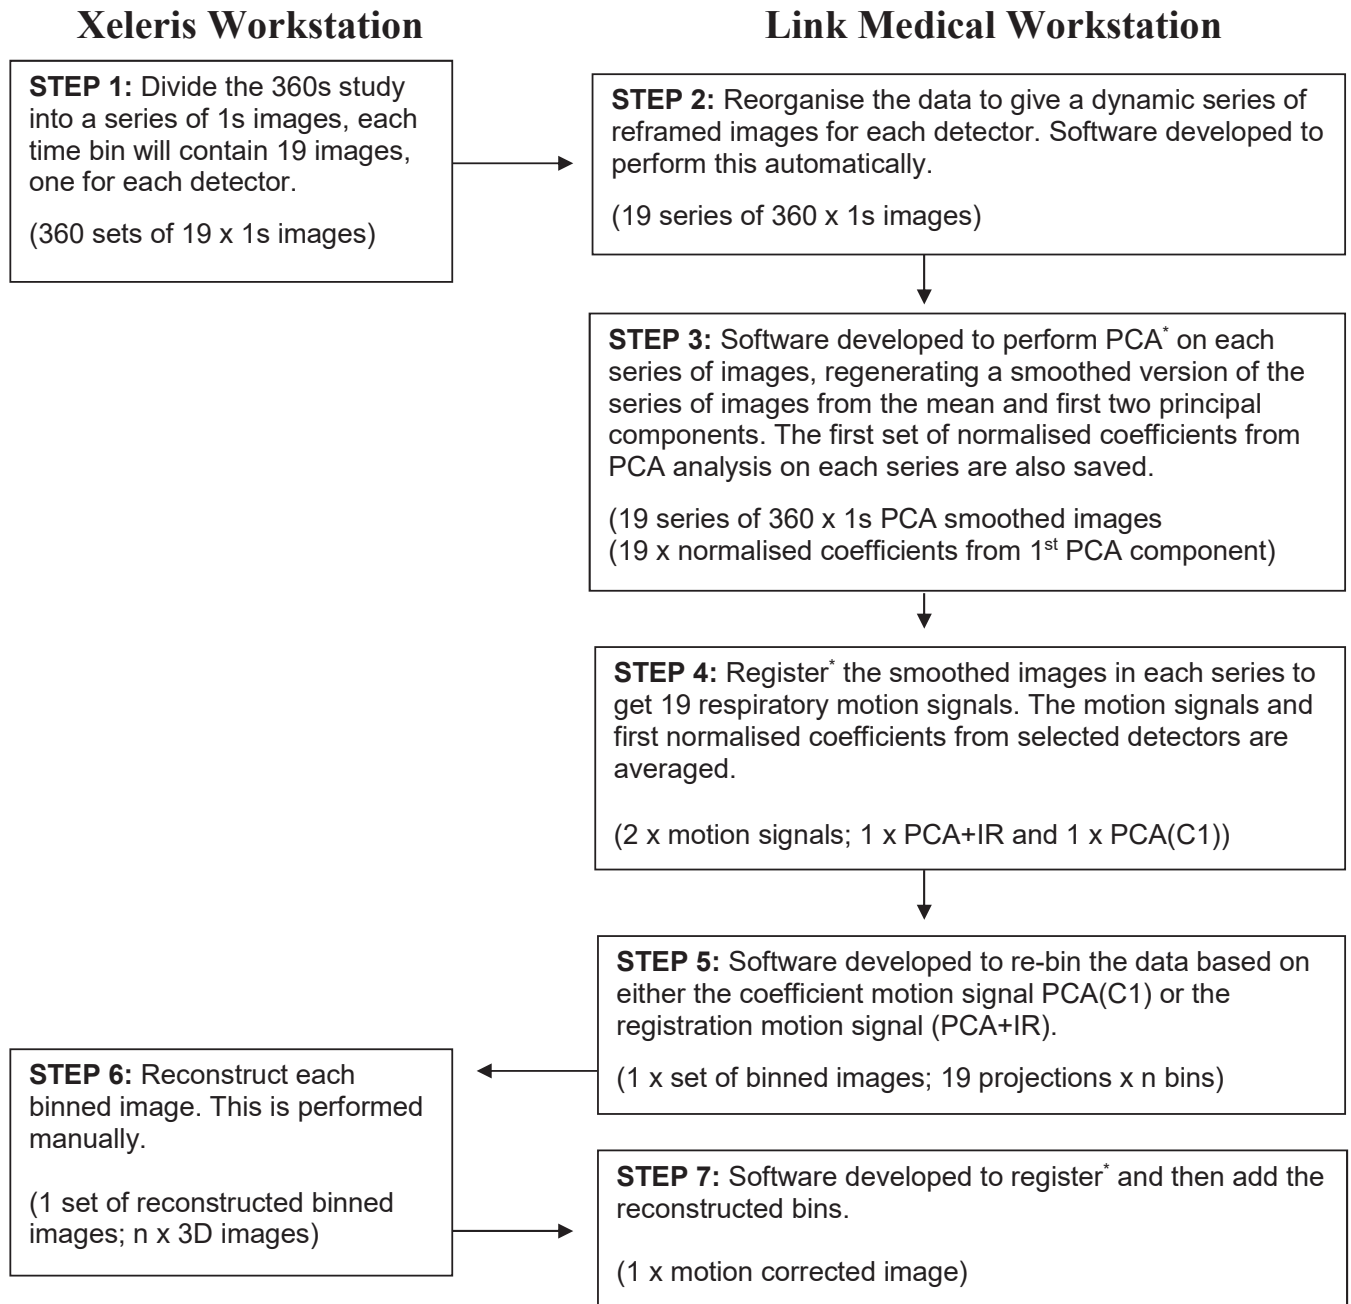 Xeleris Workstation
Link Medical Workstation
STEP 1: Divide the 360s study
into a series of 1s images, each
time bin will contain 19 images,
one for each detector.
(360 sets of 19 x 1s images)
STEP 2: Reorganise the data to give a dynamic series of
reframed images for each detector. Software developed to
perform this automatically.
(19 series of 360 x 1s images)
STEP 3: Software developed to perform PCA* on each
series of images, regenerating a smoothed version of the
series of images from the mean and first two principal
components. The first set of normalised coefficients from
PCA analysis on each series are also saved.
(19 series of 360 x 1s PCA smoothed images
(19 x normalised coefficients from 1st PCA component)
STEP 4: Register* the smoothed images in each series to
get 19 respiratory motion signals. The motion signals and
first normalised coefficients from selected detectors are
averaged.
(2 x motion signals; 1 x PCA+IR and 1 x PCA(C1))
STEP 5: Software developed to re-bin the data based on
either the coefficient motion signal PCA(C1) or the
registration motion signal (PCA+IR).
(1 x set of binned images; 19 projections x n bins)
STEP 6: Reconstruct each
binned image. This is performed
manually.
(1 set of reconstructed binned
images; n x 3D images)
STEP 7: Software developed to register* and then add the
reconstructed bins.
(1 x motion corrected image)